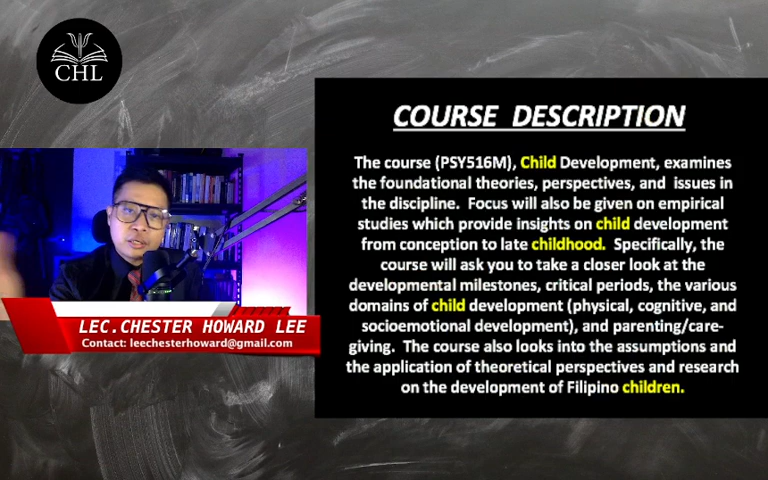 CHL
COURSE DESCRIPTION
The course (PSY516M), Child Development, examines
the foundational theories, perspectives, and issues in
the discipline. Focus will also be given on empirical
studies which provide insights on child development
from conception to late childhood. Specifically, the
course will ask you to take a closer look at the
developmental milestones, critical periods, the various
domains of child development (physical, cognitive, and
socioemotional development), and parenting/care-
giving. The course also looks into the assumptions and
the application of theoretical perspectives and research
on the development of Filipino children.
LEC.CHESTER HOWARD LEE
Contact: leechesterhoward@gmail.com